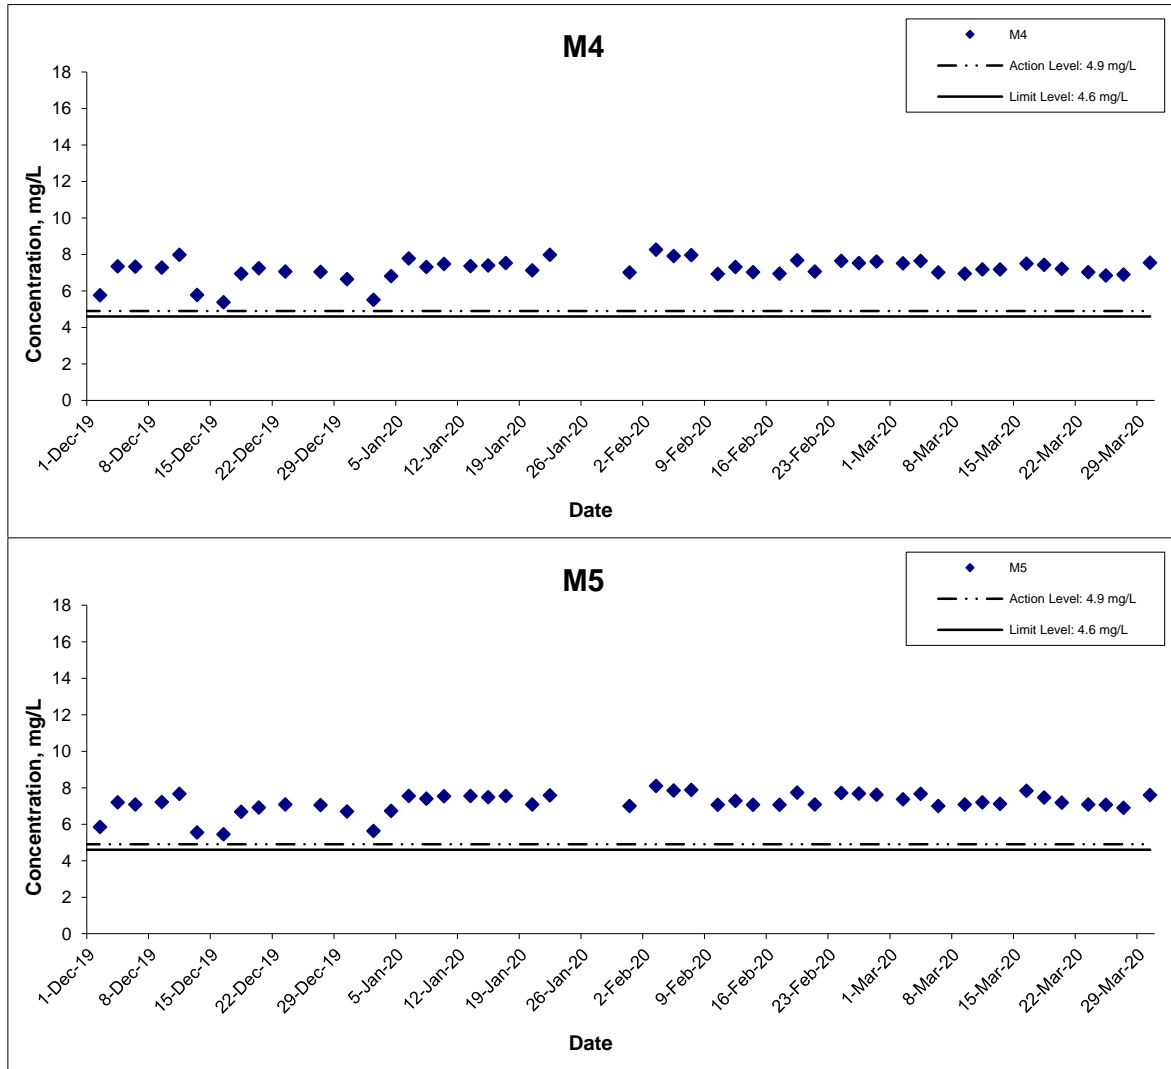 M4
M4
Action Level: 4.9 mg/L
Limit Level: 4.6 mg/L
Concentration, mg/L
18
16
14
12
10
8
6
4
2
0
1-Dec-19
8-Dec-19
15-Dec-19
22-Dec-19
29-Dec-19
5-Jan-20
12-Jan-20
19-Jan-20
26-Jan-20
2-Feb-20
9-Feb-20
16-Feb-20
23-Feb-20
1-Mar-20
8-Mar-20
15-Mar-20
22-Mar-20
29-Mar-20
Date
M5
M5
Action Level: 4.9 mg/L
Limit Level: 4.6 mg/L
Concentration, mg/L
18
16
14
12
10
8
6
4
2
0
1-Dec-19
8-Dec-19
15-Dec-19
22-Dec-19
29-Dec-19
5-Jan-20
12-Jan-20
19-Jan-20
26-Jan-20
2-Feb-20
9-Feb-20
16-Feb-20
23-Feb-20
1-Mar-20
8-Mar-20
15-Mar-20
22-Mar-20
29-Mar-20
Date